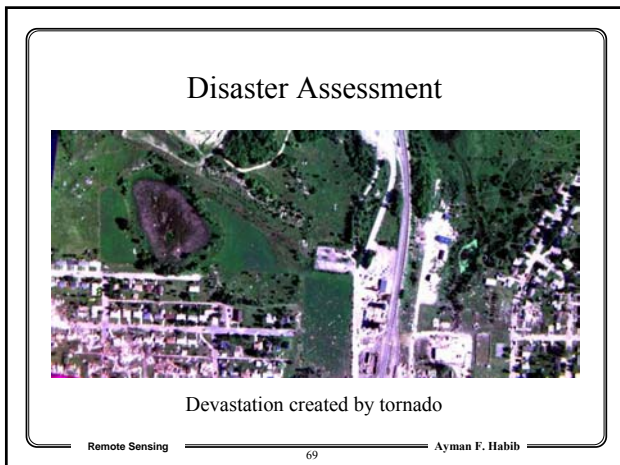 Disaster Assessment
Devastation created by tornado
Remote Sensing
69
Ayman F. Habib